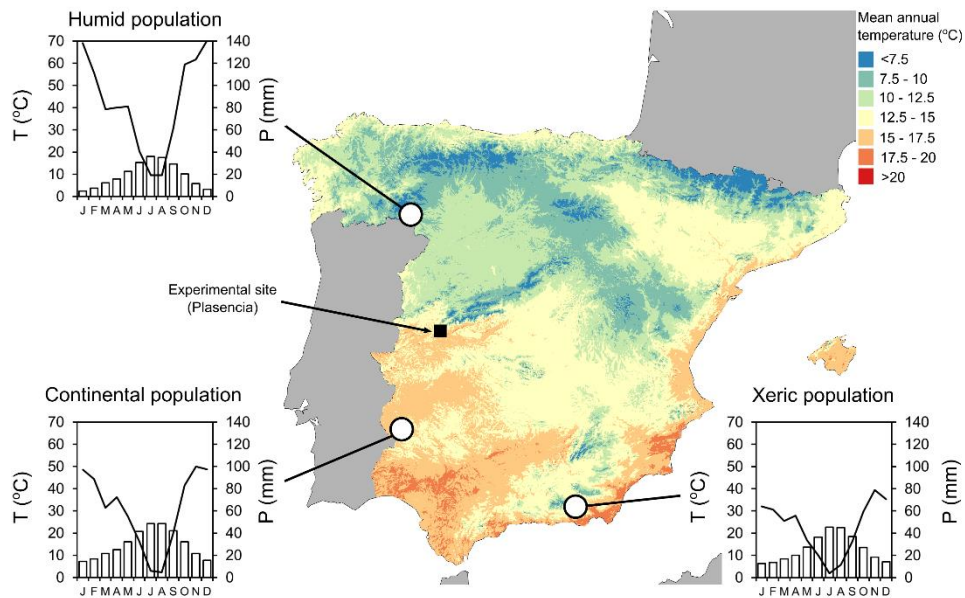 Humid population
T (ºC)
70
60
50
40
30
20
10
0
140
120
100
80
60
40
20
0
P (mm)
J F M A M J J A S O N D
Mean annual
temperature (ºC)
<7.5
7.5 - 10
10 - 12.5
12.5 - 15
15 - 17.5
17.5 - 20
>20
Experimental site
(Plasencia)
Continental population
T (ºC)
70
60
50
40
30
20
10
0
140
120
100
80
60
40
20
0
P (mm)
J F M A M J J A S O N D
Xeric population
T (ºC)
70
60
50
40
30
20
10
0
140
120
100
80
60
40
20
0
P (mm)
J F M A M J J A S O N D